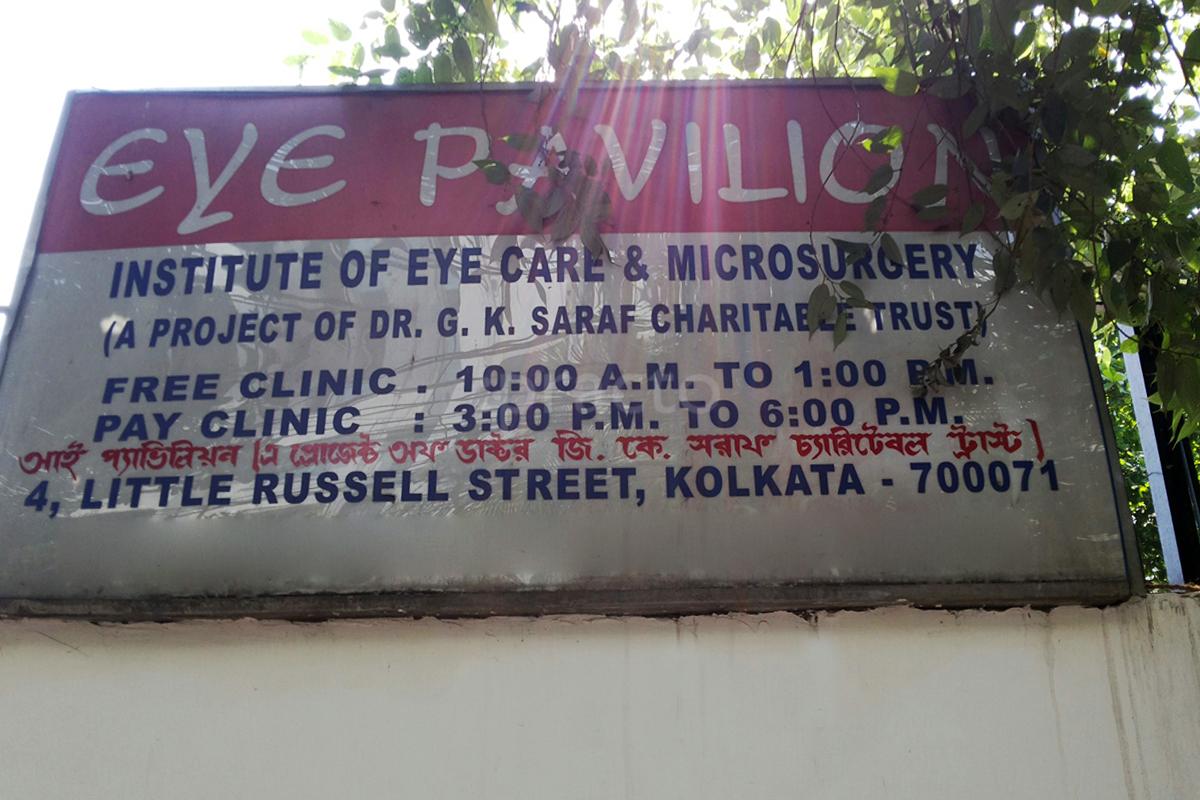 EYE PAVILION
INSTITUTE OF EYE CARE & MICROSURGERY
(A PROJECT OF DR. G. K. SARAF CHARITABLE TRUST)
FREE CLINIC : 10:00 A.M. TO 1:00 P.M.
PAY CLINIC : 3:00 P.M. TO 6:00 P.M.
আই প্যাভিলিয়ন (এ প্রোজেক্ট অফ ডাক্টর জি. কে. সরাফ চ্যারিটেবল ট্রাস্ট)
4, LITTLE RUSSELL STREET, KOLKATA - 700071